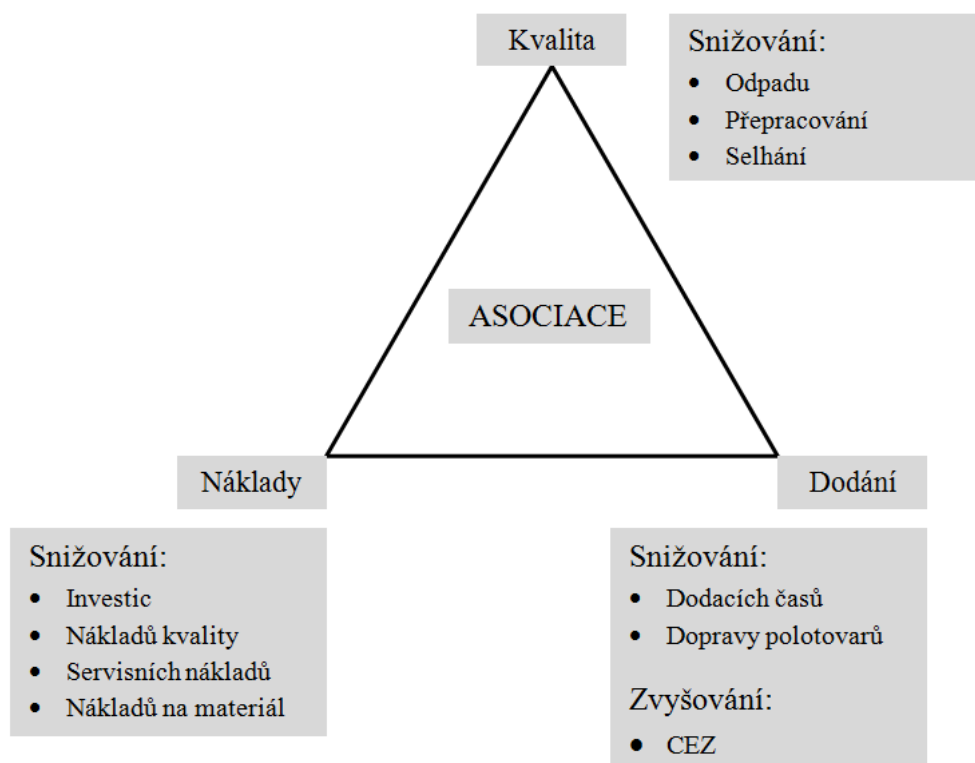 Kvalita
Snižování:
• Odpadu
• Přepracování
• Selhání
ASOCIACE
Náklady
Dodání
Snižování:
• Investic
• Nákladů kvality
• Servisních nákladů
• Nákladů na materiál
Snižování:
• Dodacích časů
• Dopravy polotovarů
Zvyšování:
• CEZ